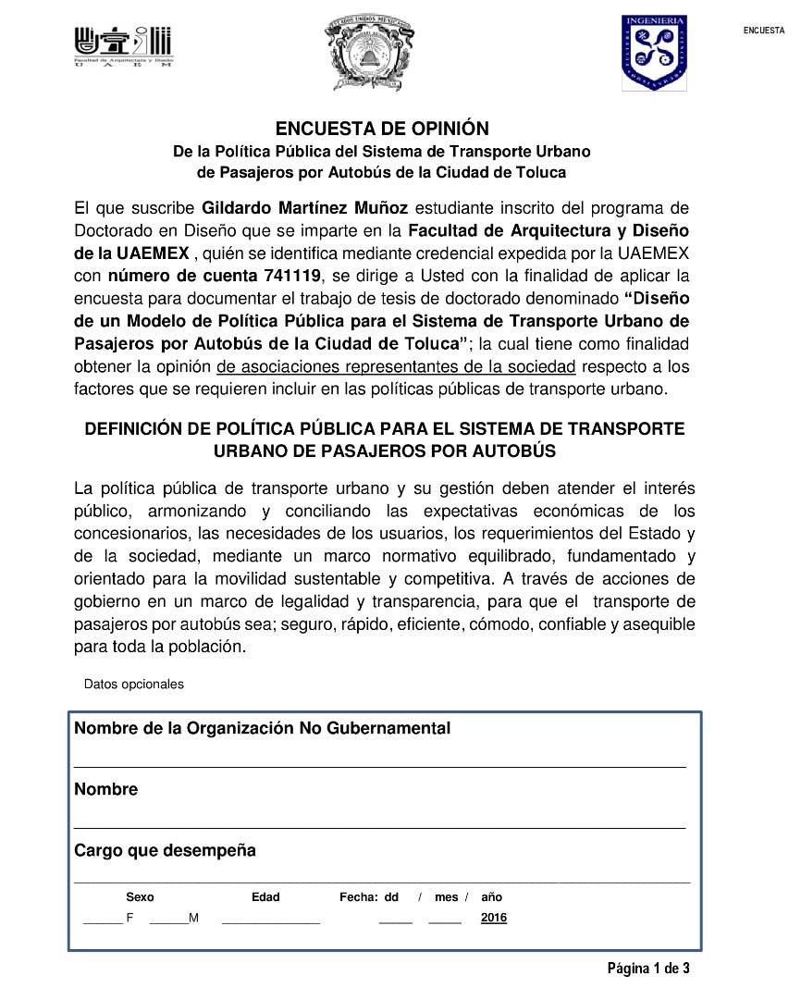 ENCUESTA
Facultad de Arquitectura y Diseño
U A E M
ESTADOS UNIDOS MEXICANOS
INGENIERIA
ENCUESTA DE OPINIÓN
De la Política Pública del Sistema de Transporte Urbano
de Pasajeros por Autobús de la Ciudad de Toluca
El que suscribe Gildardo Martínez Muñoz estudiante inscrito del programa de
Doctorado en Diseño que se imparte en la Facultad de Arquitectura y Diseño
de la UAEMEX , quién se identifica mediante credencial expedida por la UAEMEX
con número de cuenta 741119, se dirige a Usted con la finalidad de aplicar la
encuesta para documentar el trabajo de tesis de doctorado denominado “Diseño
de un Modelo de Política Pública para el Sistema de Transporte Urbano de
Pasajeros por Autobús de la Ciudad de Toluca”; la cual tiene como finalidad
obtener la opinión de asociaciones representantes de la sociedad respecto a los
factores que se requieren incluir en las políticas públicas de transporte urbano.
DEFINICIÓN DE POLÍTICA PÚBLICA PARA EL SISTEMA DE TRANSPORTE
URBANO DE PASAJEROS POR AUTOBÚS
La política pública de transporte urbano y su gestión deben atender el interés
público, armonizando y conciliando las expectativas económicas de los
concesionarios, las necesidades de los usuarios, los requerimientos del Estado y
de la sociedad, mediante un marco normativo equilibrado, fundamentado y
orientado para la movilidad sustentable y competitiva. A través de acciones de
gobierno en un marco de legalidad y transparencia, para que el transporte de
pasajeros por autobús sea; seguro, rápido, eficiente, cómodo, confiable y asequible
para toda la población.
Datos opcionales
Nombre de la Organización No Gubernamental
Nombre
Cargo que desempeña
Sexo Edad Fecha: dd / mes / año
______ F ______M _______________ _____ _____ 2016
Página 1 de 3